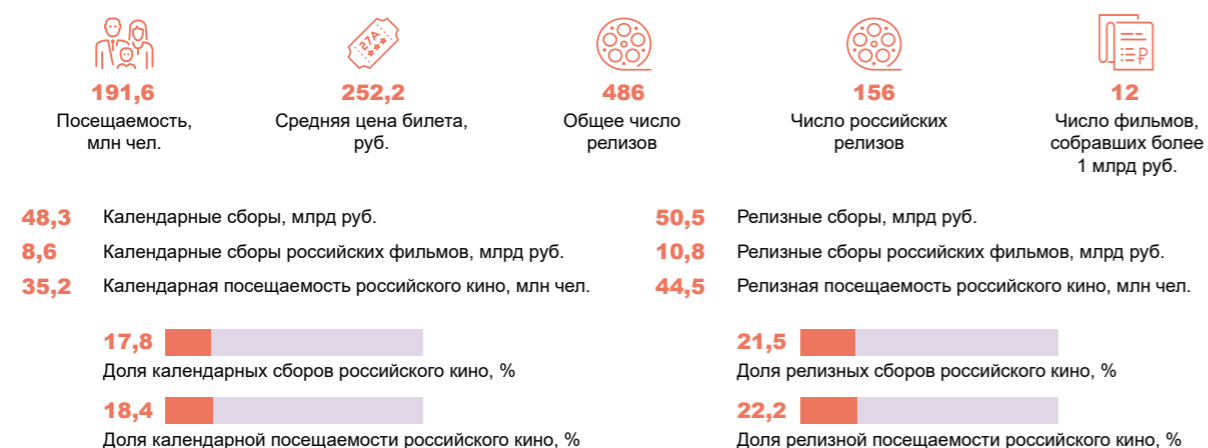 27A
191,6
Посещаемость,
млн чел.
252,2
Средняя цена билета,
руб.
486
Общее число
релизов
156
Число российских
релизов
12
Число фильмов,
собравших более
1 млрд руб.
48,3 Календарные сборы, млрд руб.
8,6 Календарные сборы российских фильмов, млрд руб.
35,2 Календарная посещаемость российского кино, млн чел.
50,5 Релизные сборы, млрд руб.
10,8 Релизные сборы российских фильмов, млрд руб.
44,5 Релизная посещаемость российского кино, млн чел.
17,8
Доля календарных сборов российского кино, %
18,4
Доля календарной посещаемости российского кино, %
21,5
Доля релизных сборов российского кино, %
22,2
Доля релизной посещаемости российского кино, %